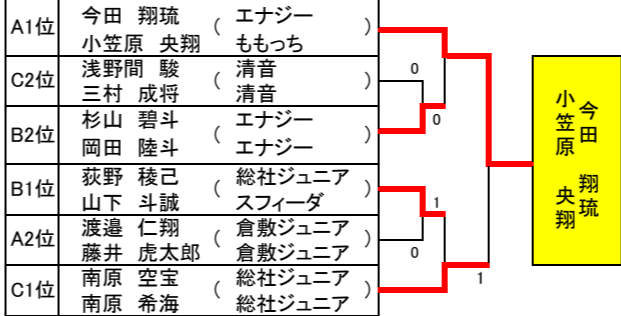 A1位 今田 翔琉 ( エナジー )
小笠原 央翔 ももっち
C2位 浅野間 駿 ( 清音 )
三村 成将 清音
B2位 杉山 碧斗 ( エナジー )
岡田 陸斗 エナジー
B1位 荻野 稜己 ( 総社ジュニア )
山下 斗誠 スフィーダ
A2位 渡邉 仁翔 ( 倉敷ジュニア )
藤井 虎太郎 倉敷ジュニア
C1位 南原 空宝 ( 総社ジュニア )
南原 希海 総社ジュニア
0
0
1
0
1
今田 翔琉
小笠原 央翔